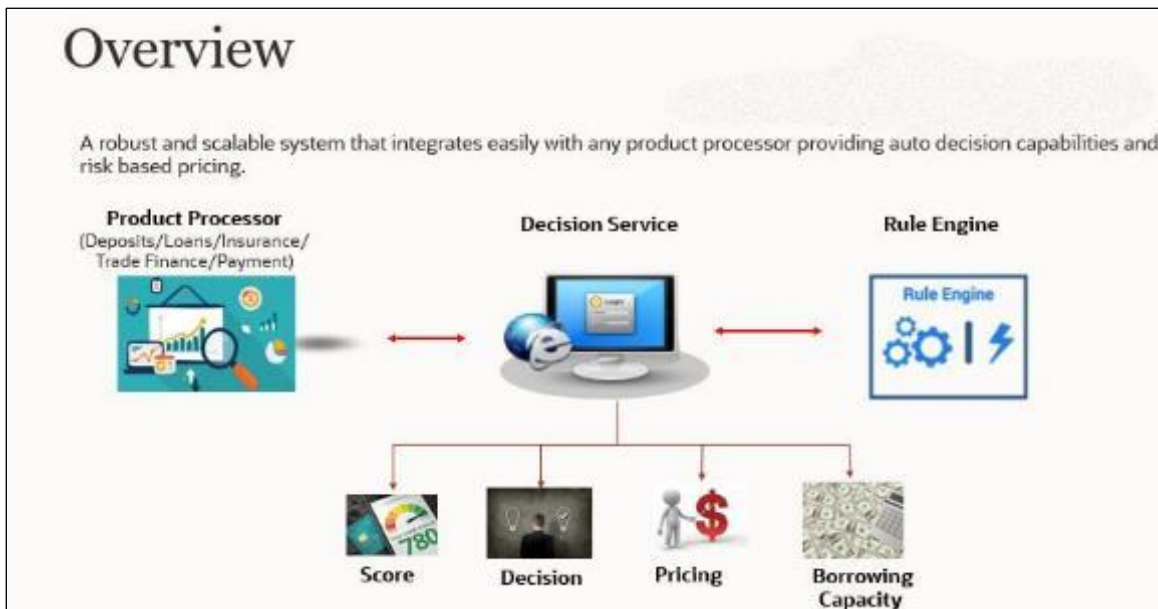 Overview
A robust and scalable system that integrates easily with any product processor providing auto decision capabilities and
risk based pricing.
Product Processor
(Deposits/Loans/Insurance/
Trade Finance/Payment)
Decision Service
Rule Engine
Rule Engine
Login
780
Score
Decision
Pricing
Borrowing
Capacity